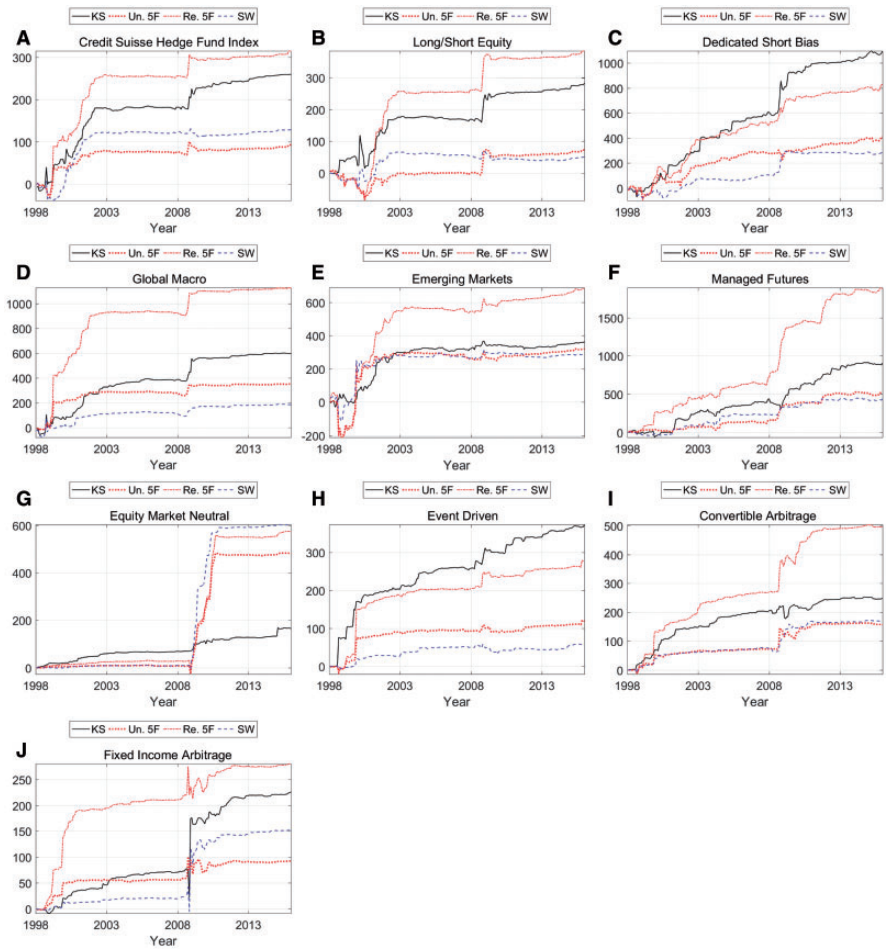 KS Un. 5F Re. 5F SW KS Un. 5F Re. 5F SW KS Un. 5F Re. 5F SW
A Credit Suisse Hedge Fund Index B Long/Short Equity C Dedicated Short Bias
300
200
100
0
1998 2003 2008 2013
Year
300
200
100
0
1998 2003 2008 2013
Year
1000
800
600
400
200
0
1998 2003 2008 2013
Year
KS Un. 5F Re. 5F SW KS Un. 5F Re. 5F SW KS Un. 5F Re. 5F SW
D Global Macro E Emerging Markets F Managed Futures
1000
800
600
400
200
0
1998 2003 2008 2013
Year
600
400
200
0
-200
1998 2003 2008 2013
Year
1500
1000
500
0
1998 2003 2008 2013
Year
KS Un. 5F Re. 5F SW KS Un. 5F Re. 5F SW KS Un. 5F Re. 5F SW
G Equity Market Neutral H Event Driven I Convertible Arbitrage
600
400
200
0
1998 2003 2008 2013
Year
300
200
100
0
1998 2003 2008 2013
Year
500
400
300
200
100
0
1998 2003 2008 2013
Year
KS Un. 5F Re. 5F SW
J Fixed Income Arbitrage
250
200
150
100
50
0
1998 2003 2008 2013
Year